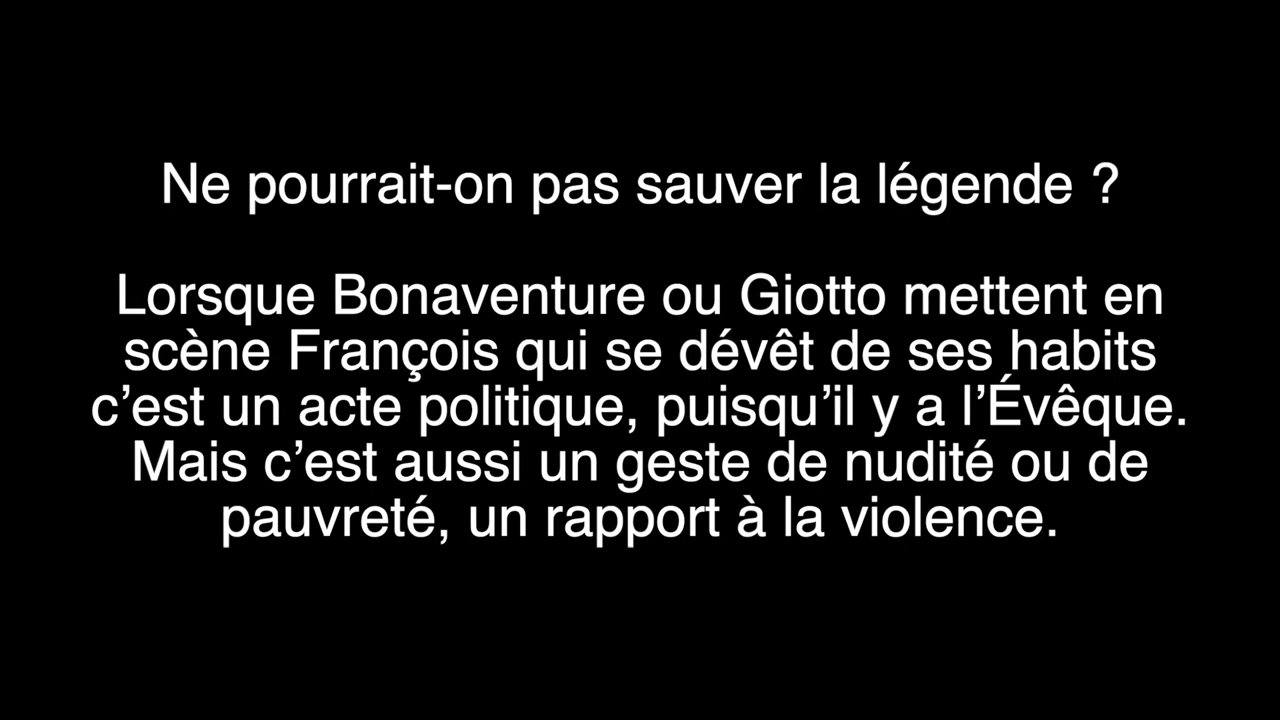 Ne pourrait-on pas sauver la légende ?
Lorsque Bonaventure ou Giotto mettent en
scène François qui se dévêt de ses habits
c’est un acte politique, puisqu’il y a l’Évêque.
Mais c’est aussi un geste de nudité ou de
pauvreté, un rapport à la violence.